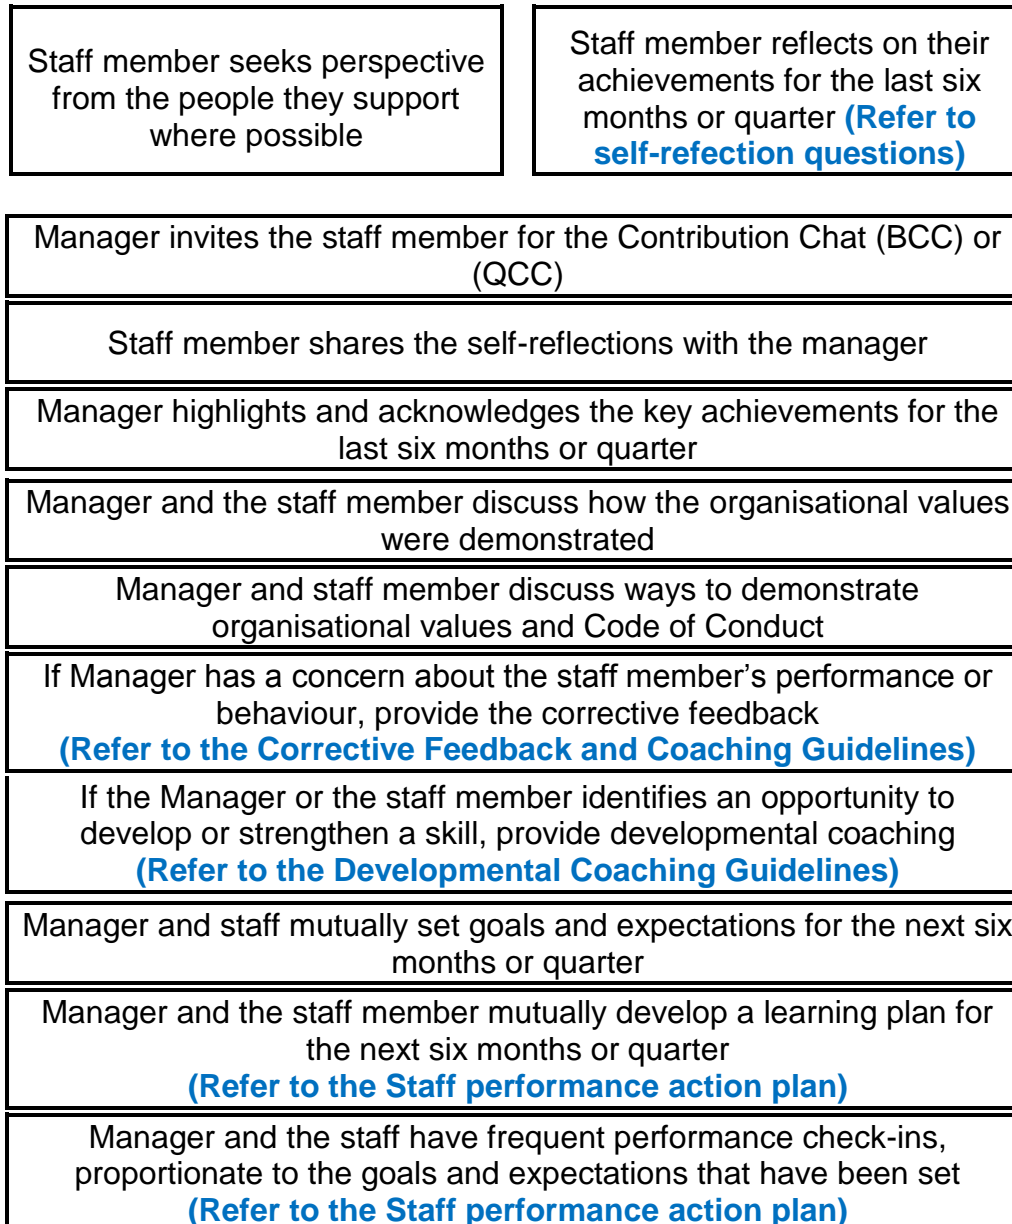 Staff member seeks perspective
from the people they support
where possible
Staff member reflects on their
achievements for the last six
months or quarter (Refer to
self-refection questions)
Manager invites the staff member for the Contribution Chat (BCC) or
(QCC)
Staff member shares the self-reflections with the manager
Manager highlights and acknowledges the key achievements for the
last six months or quarter
Manager and the staff member discuss how the organisational values
were demonstrated
Manager and staff member discuss ways to demonstrate
organisational values and Code of Conduct
If Manager has a concern about the staff member’s performance or
behaviour, provide the corrective feedback
(Refer to the Corrective Feedback and Coaching Guidelines)
If the Manager or the staff member identifies an opportunity to
develop or strengthen a skill, provide developmental coaching
(Refer to the Developmental Coaching Guidelines)
Manager and staff mutually set goals and expectations for the next six
months or quarter
Manager and the staff member mutually develop a learning plan for
the next six months or quarter
(Refer to the Staff performance action plan)
Manager and the staff have frequent performance check-ins,
proportionate to the goals and expectations that have been set
(Refer to the Staff performance action plan)